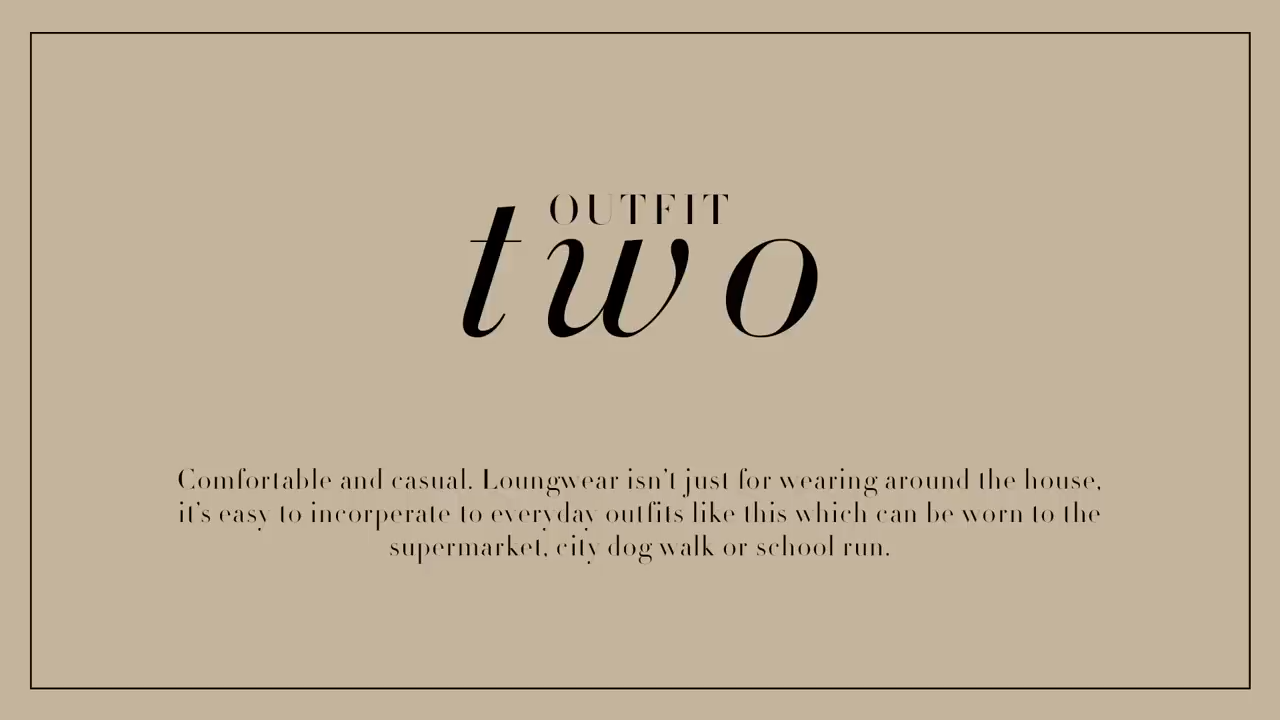 OUTFIT
two
Comfortable and casual. Loungwear isn't just for wearing around the house,
it's easy to incorperate to everyday outfits like this which can be worn to the
supermarket, city dog walk or school run.